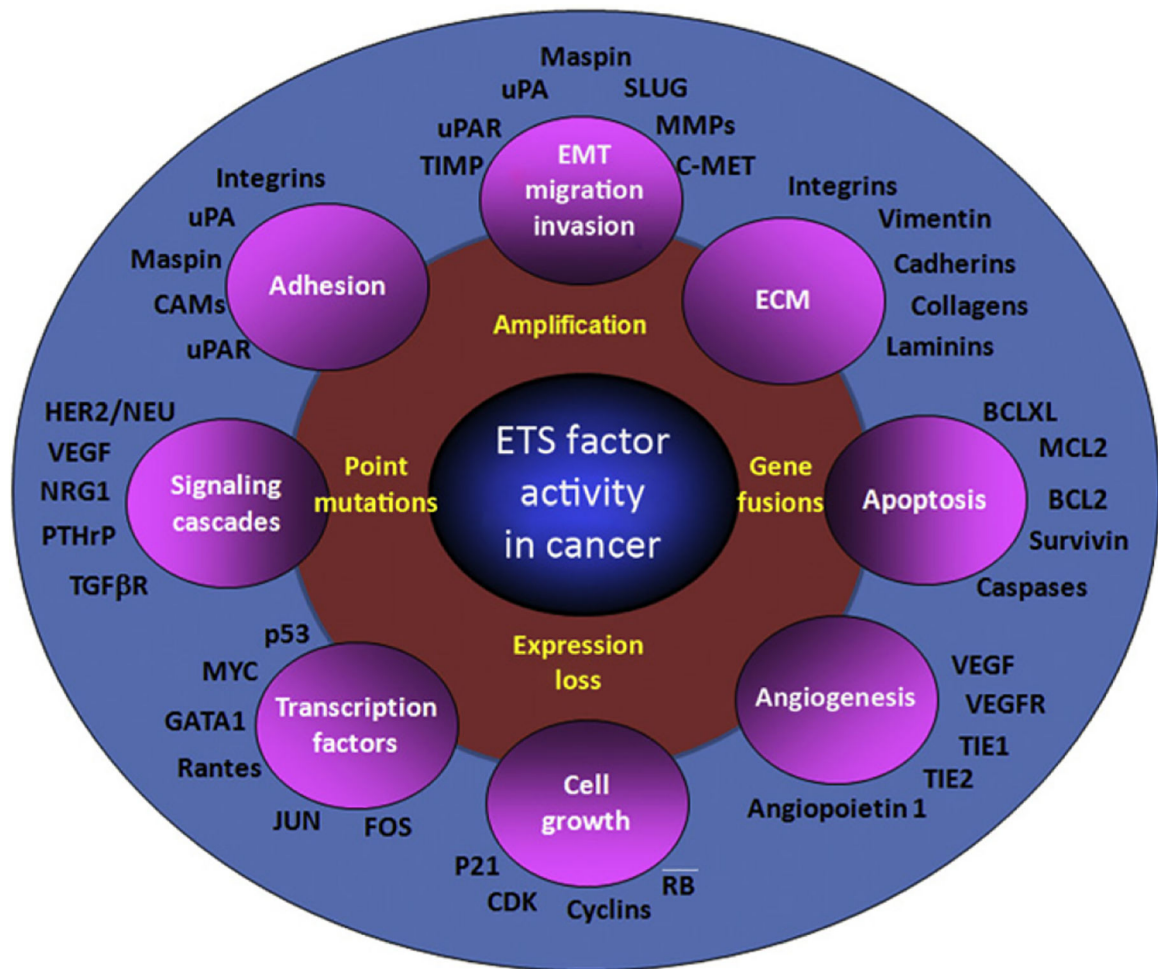 Maspin
uPA
SLUG
uPAR
MMPs
TIMP
C-MET
EMT
migration
invasion
Integrins
uPA
Maspin
CAMs
uPAR
Adhesion
Integrins
Vimentin
Cadherins
Collagens
Laminins
ECM
Amplification
HER2/NEU
VEGF
NRG1
PTHrP
TGFβR
Signaling
cascades
Point
mutations
ETS factor
activity
in cancer
Gene
fusions
Apoptosis
BCLXL
MCL2
BCL2
Survivin
Caspases
Expression
loss
p53
MYC
GATA1
Rantes
JUN
FOS
Transcription
factors
Cell
growth
P21
CDK
Cyclins
RB
Angiogenesis
VEGF
VEGFR
TIE1
TIE2
Angiopoietin 1